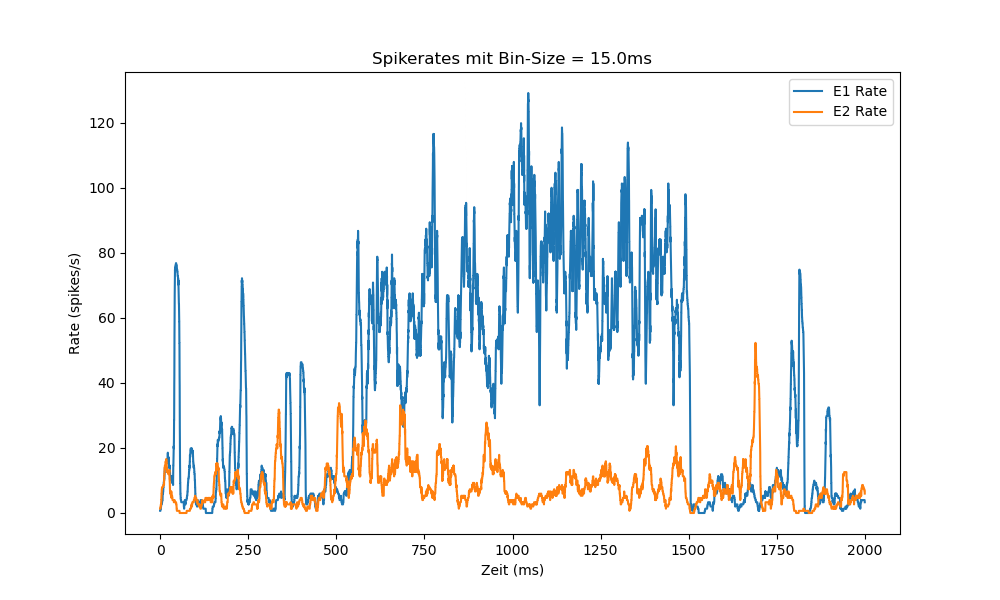 Spikerates mit Bin-Size = 15.0ms
E1 Rate
E2 Rate
120
100
80
60
40
20
0
Rate (spikes/s)
0 250 500 750 1000 1250 1500 1750 2000
Zeit (ms)